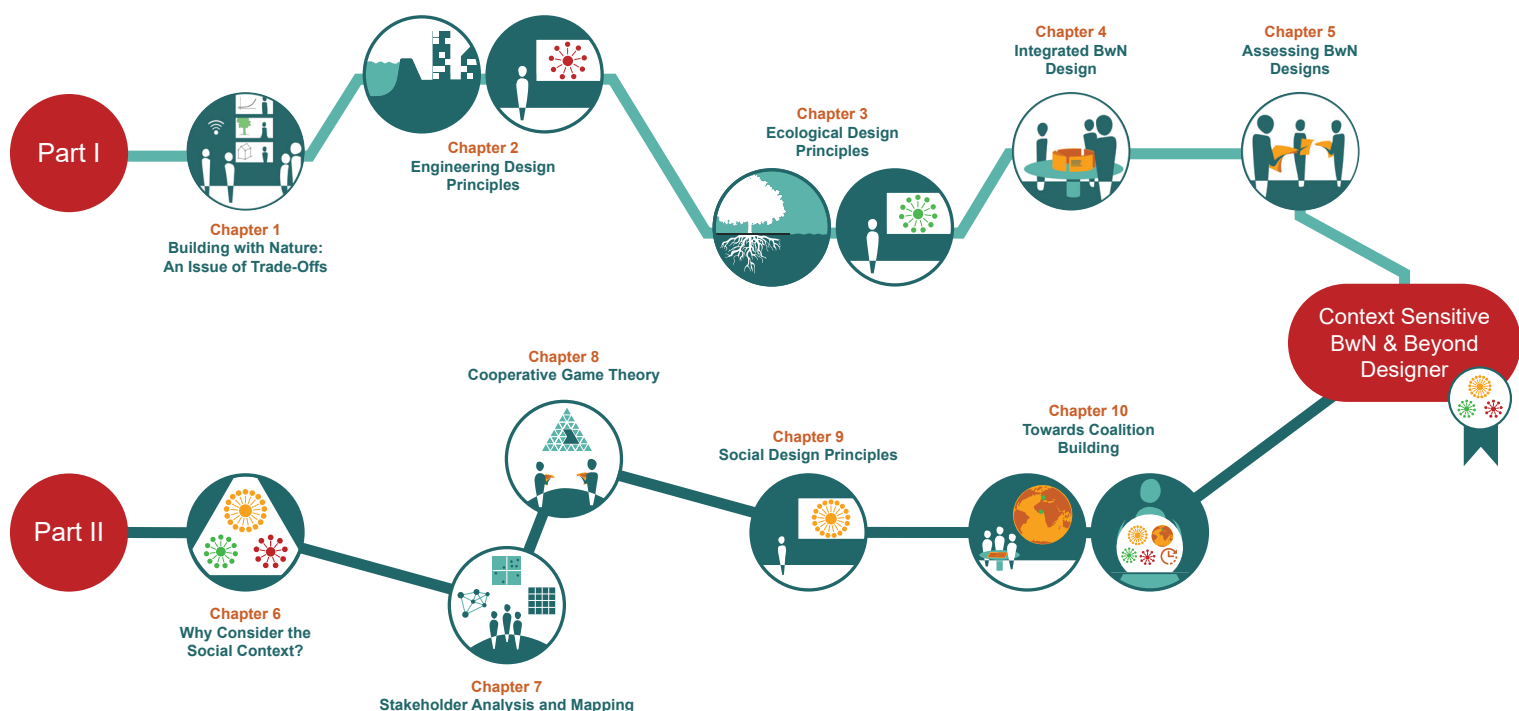 Part I
Chapter 1
Building with Nature:
An Issue of Trade-Offs
Chapter 2
Engineering Design
Principles
Chapter 3
Ecological Design
Principles
Chapter 4
Integrated BwN
Design
Chapter 5
Assessing BwN
Designs
Context Sensitive
BwN & Beyond
Designer
Part II
Chapter 6
Why Consider the
Social Context?
Chapter 7
Stakeholder Analysis and Mapping
Chapter 8
Cooperative Game Theory
Chapter 9
Social Design Principles
Chapter 10
Towards Coalition
Building